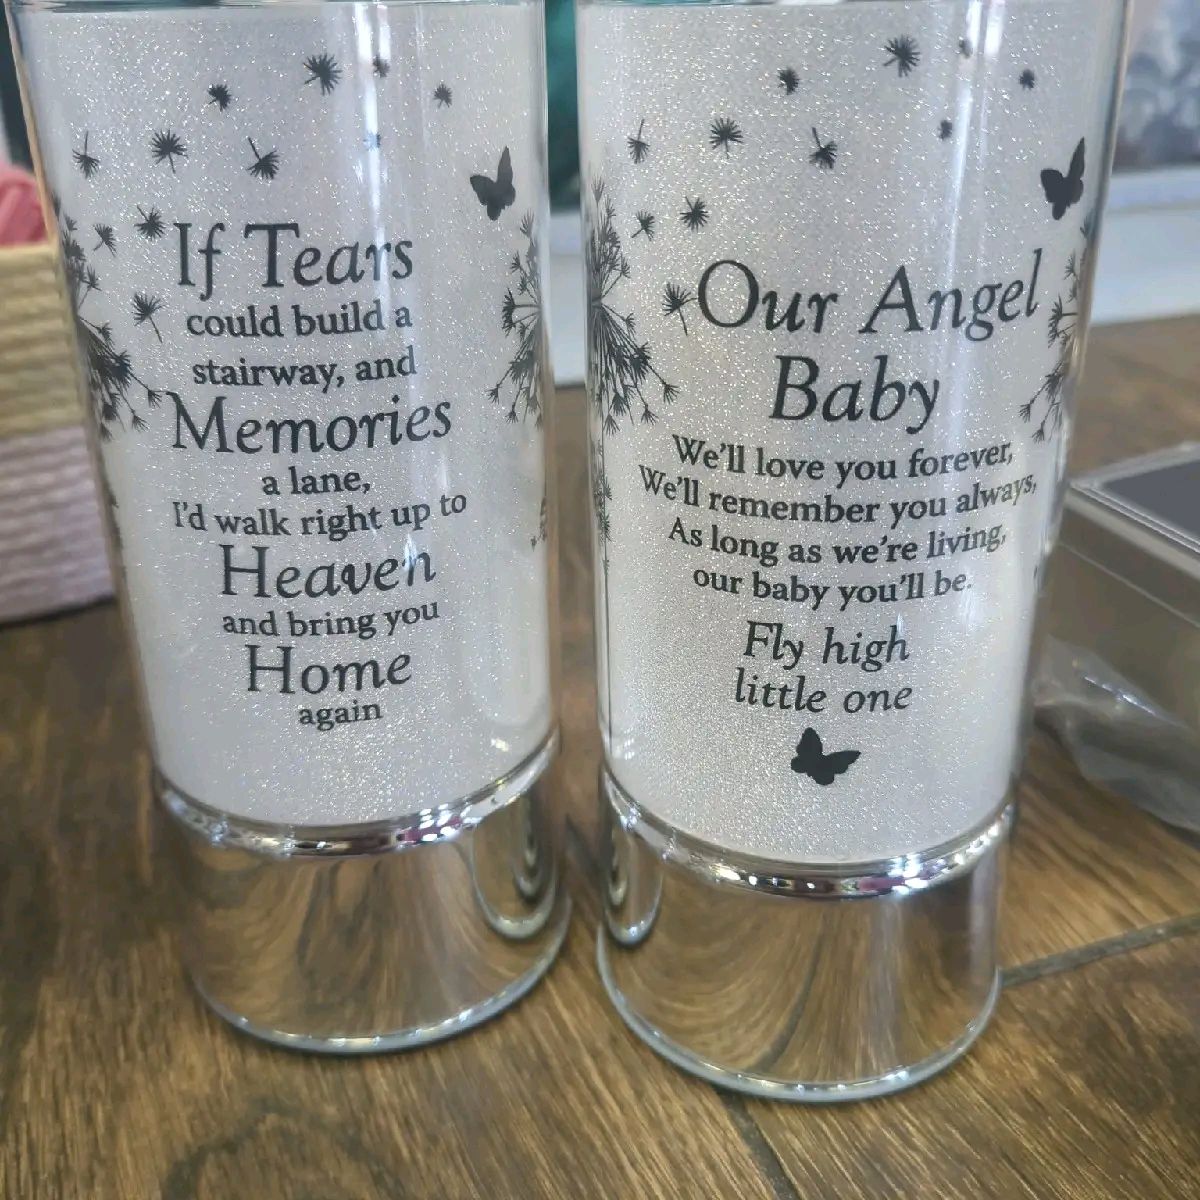 If Tears
could build a
stairway, and
Memories
a lane,
I'd walk right up to
Heaven
and bring you
Home
again
Our Angel
Baby
We'll love you forever,
We'll remember you always,
As long as we're living,
our baby you'll be.
Fly high
little one